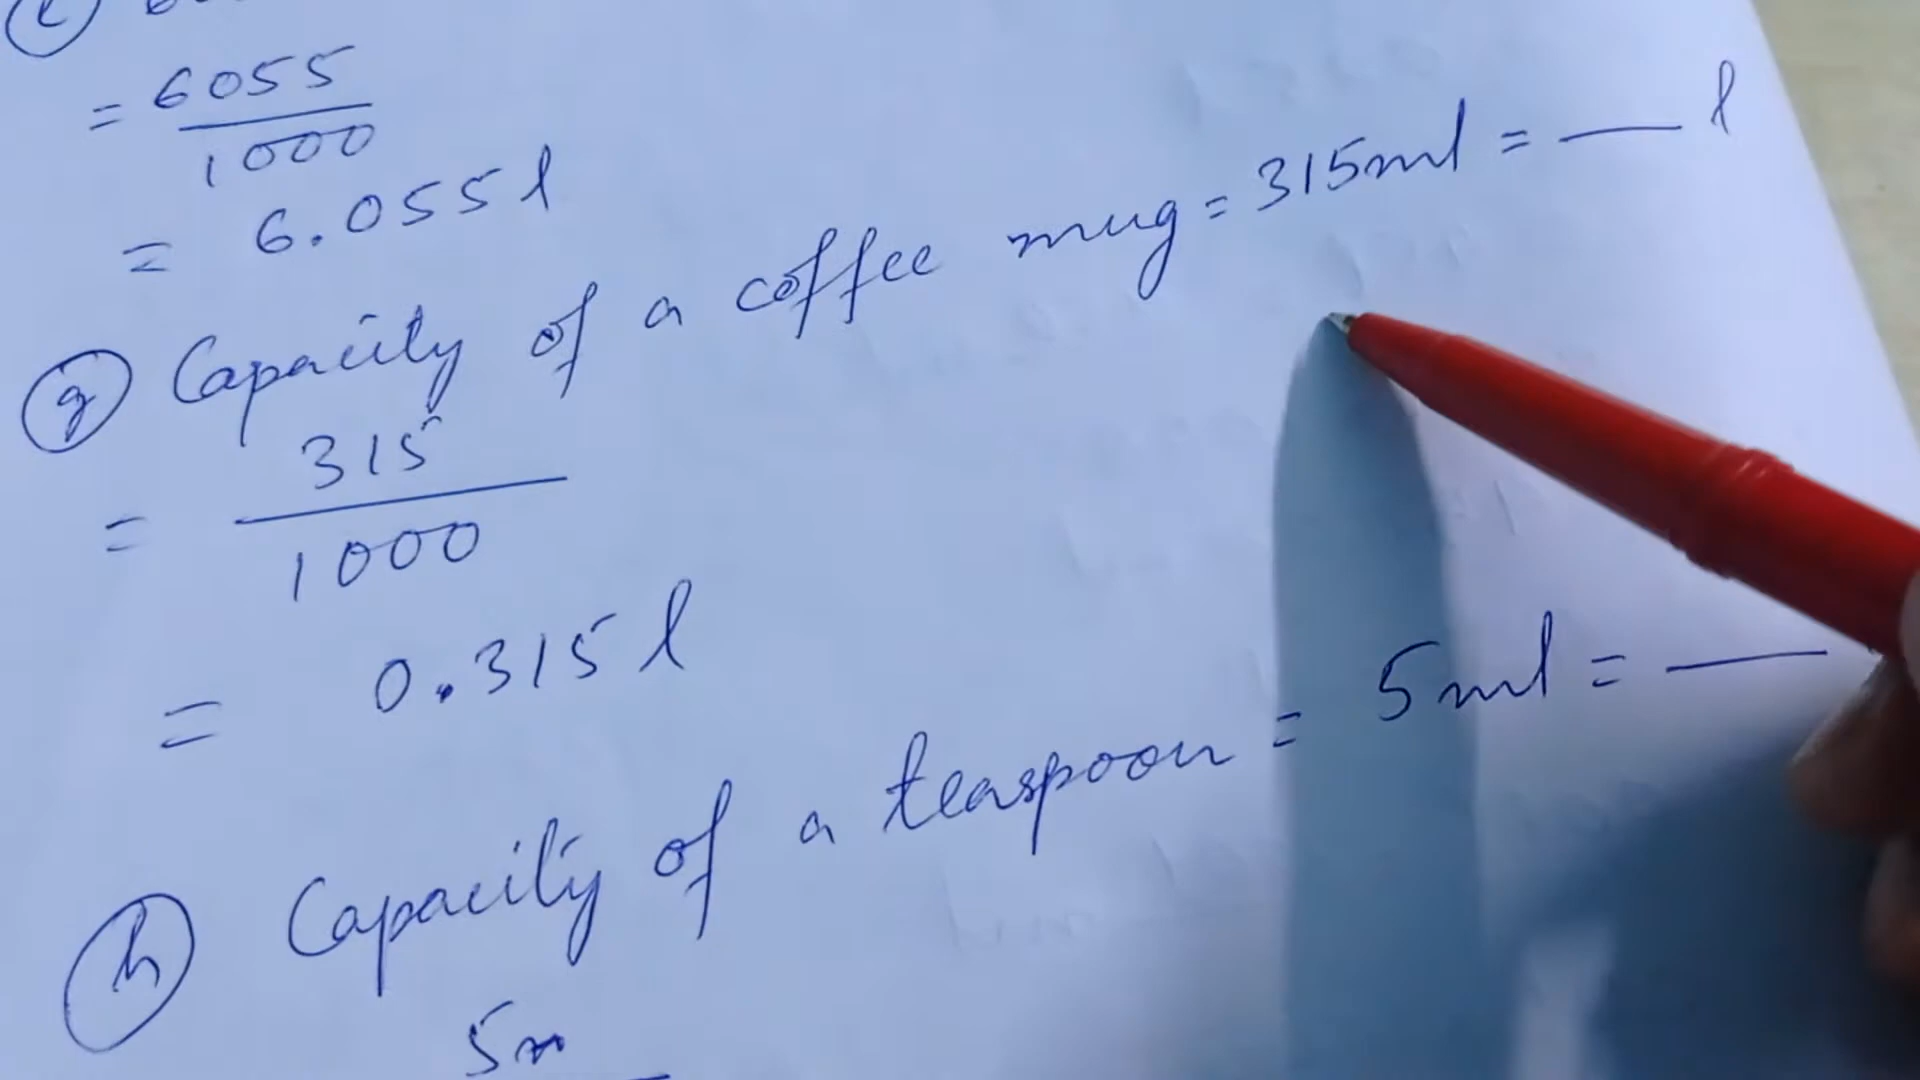 = 6055
1000
= 6.055 l
g Capacity of a coffee mug = 315ml = ___ l
= 315
1000
= 0.315 l
h Capacity of a teaspoon = 5ml = ___
5m